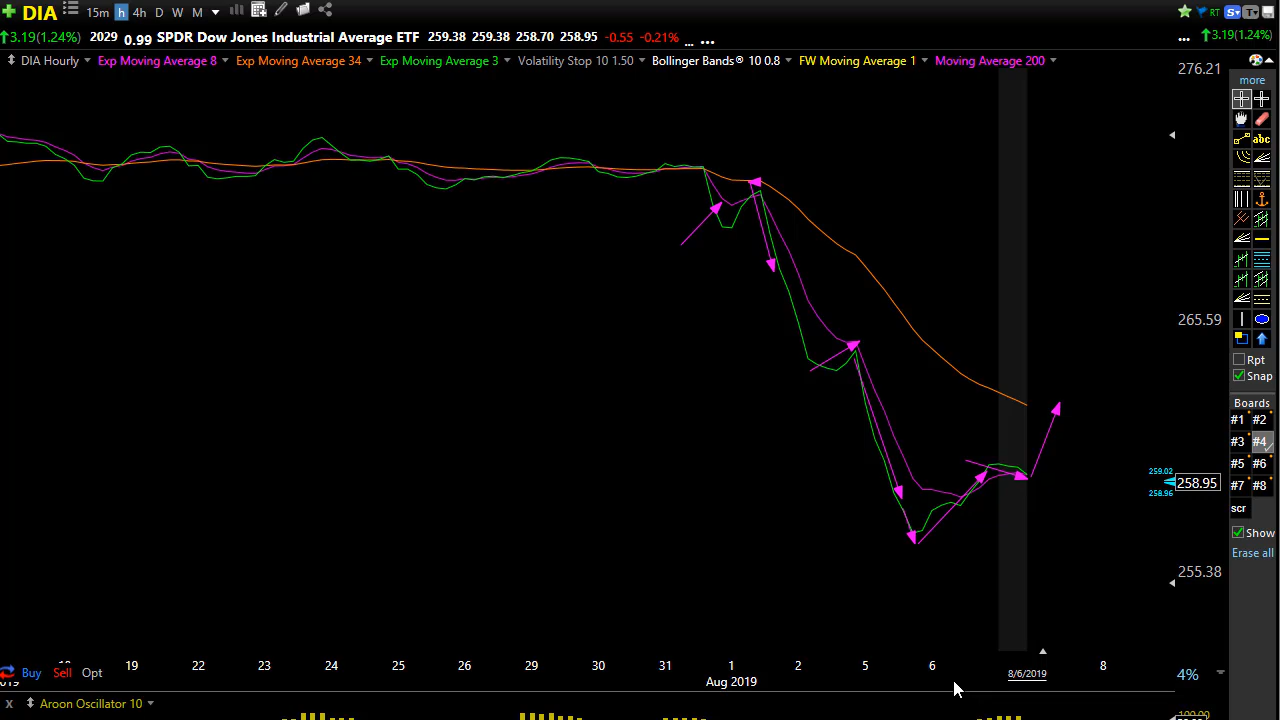 DIA 15m h 4h D W M RT S T
3.19(1.24%) 2029 0.99 SPDR Dow Jones Industrial Average ETF 259.38 259.38 258.70 258.95 -0.55 -0.21% ... ... ... 3.19(1.24%)
DIA Hourly Exp Moving Average 8 Exp Moving Average 34 Exp Moving Average 3 Volatility Stop 10 1.50 Bollinger Bands® 10 0.8 FW Moving Average 1 Moving Average 200
276.21
more
abc
265.59
Rpt
Snap
Boards
#1 #2
#3 #4
#5 #6
#7 #8
scr
Show
Erase all
259.02
258.95
258.96
255.38
19 22 23 24 25 26 29 30 31 1 2 5 6 8
Aug 2019 8/6/2019
Buy Sell Opt 4%
X Aroon Oscillator 10
100.00